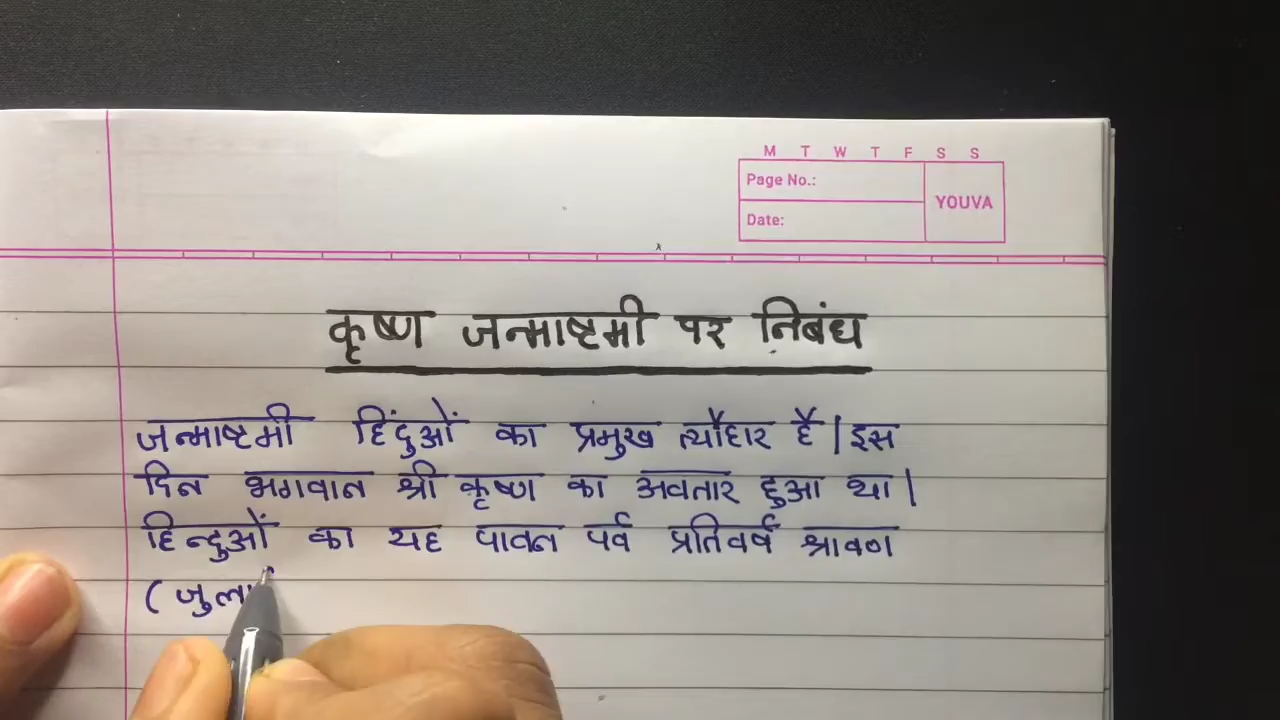 M T W T F S S
Page No.:
YOUVA
Date:
कृष्ण जन्माष्टमी पर निबंध
जन्माष्टमी हिंदुओं का प्रमुख त्यौहार है | इस
दिन भगवान श्री कृष्ण का अवतार हुआ था |
हिन्दुओं का यह पावन पर्व प्रतिवर्ष श्रावण
(जुला